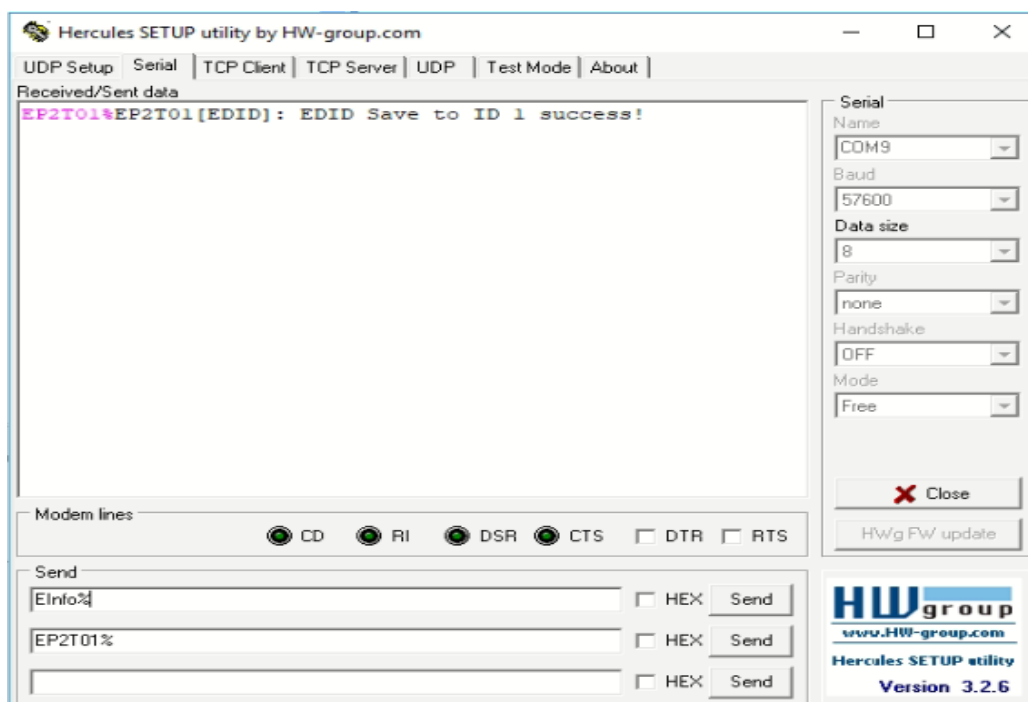 Hercules SETUP utility by HW-group.com
UDP Setup Serial TCP Client TCP Server UDP Test Mode About
Received/Sent data
EP2T01%EP2T01[EDID]: EDID Save to ID 1 success!
Serial
Name
COM9
Baud
57600
Data size
8
Parity
none
Handshake
OFF
Mode
Free
Close
HWg FW update
Modem lines
CD RI DSR CTS DTR RTS
Send
EInfo% HEX Send
EP2T01% HEX Send
HEX Send
HW group
www.HW-group.com
Hercules SETUP utility
Version 3.2.6